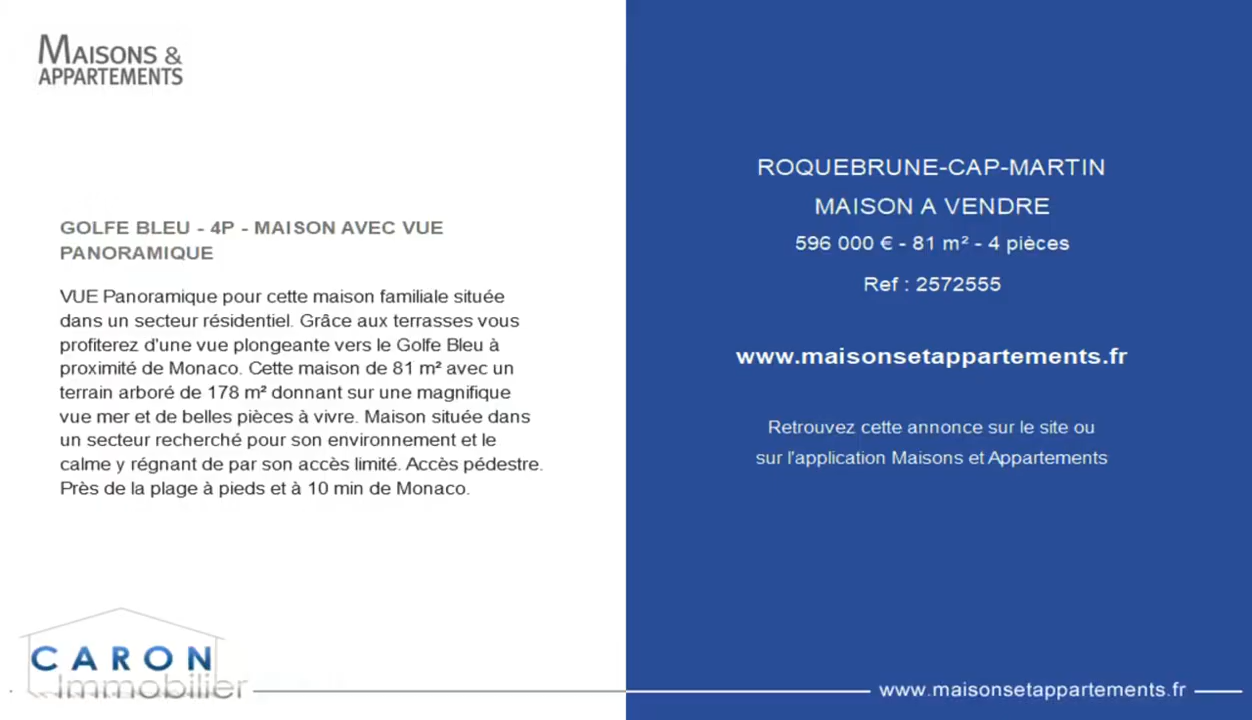 MAISONS &
APPARTEMENTS
GOLFE BLEU - 4P - MAISON AVEC VUE
PANORAMIQUE
VUE Panoramique pour cette maison familiale située
dans un secteur résidentiel. Grâce aux terrasses vous
profiterez d'une vue plongeante vers le Golfe Bleu à
proximité de Monaco. Cette maison de 81 m² avec un
terrain arboré de 178 m² donnant sur une magnifique
vue mer et de belles pièces à vivre. Maison située dans
un secteur recherché pour son environnement et le
calme y régnant de par son accès limité. Accès pédestre.
Près de la plage à pieds et à 10 min de Monaco.
CARON
Immobilier
ROQUEBRUNE-CAP-MARTIN
MAISON A VENDRE
596 000 € - 81 m² - 4 pièces
Ref : 2572555
www.maisonsetappartements.fr
Retrouvez cette annonce sur le site ou
sur l'application Maisons et Appartements
www.maisonsetappartements.fr